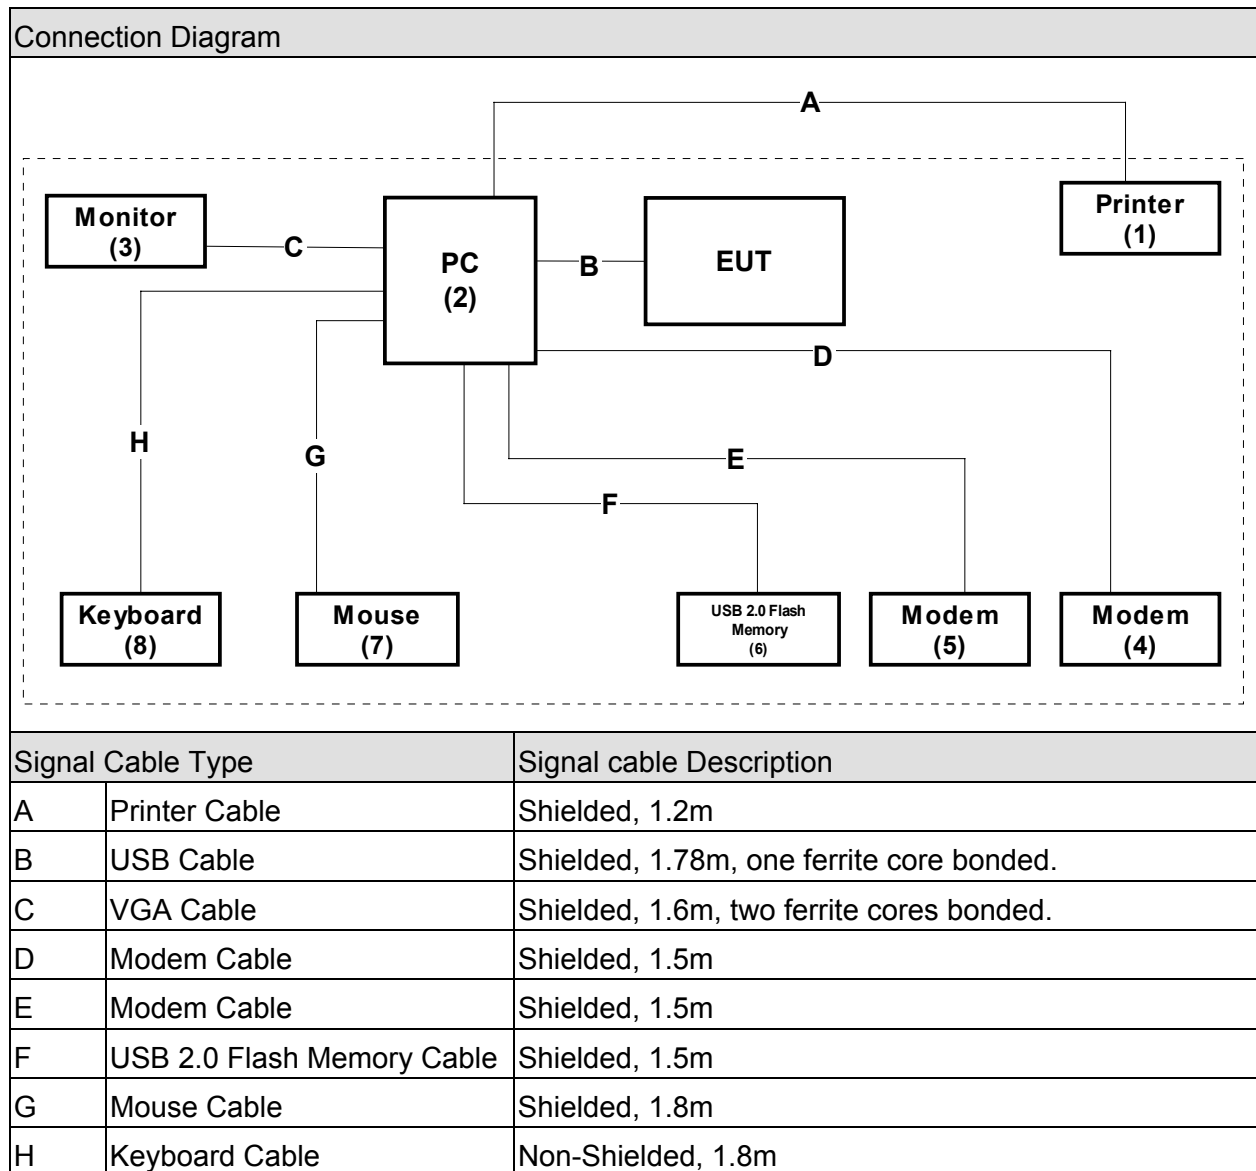 Connection Diagram
A
Monitor
(3)
C
PC
(2)
B
EUT
Printer
(1)
D
H
G
E
F
Keyboard
(8)
Mouse
(7)
USB 2.0 Flash
Memory
(6)
Modem
(5)
Modem
(4)
Signal Cable Type Signal cable Description
A Printer Cable Shielded, 1.2m
B USB Cable Shielded, 1.78m, one ferrite core bonded.
C VGA Cable Shielded, 1.6m, two ferrite cores bonded.
D Modem Cable Shielded, 1.5m
E Modem Cable Shielded, 1.5m
F USB 2.0 Flash Memory Cable Shielded, 1.5m
G Mouse Cable Shielded, 1.8m
H Keyboard Cable Non-Shielded, 1.8m